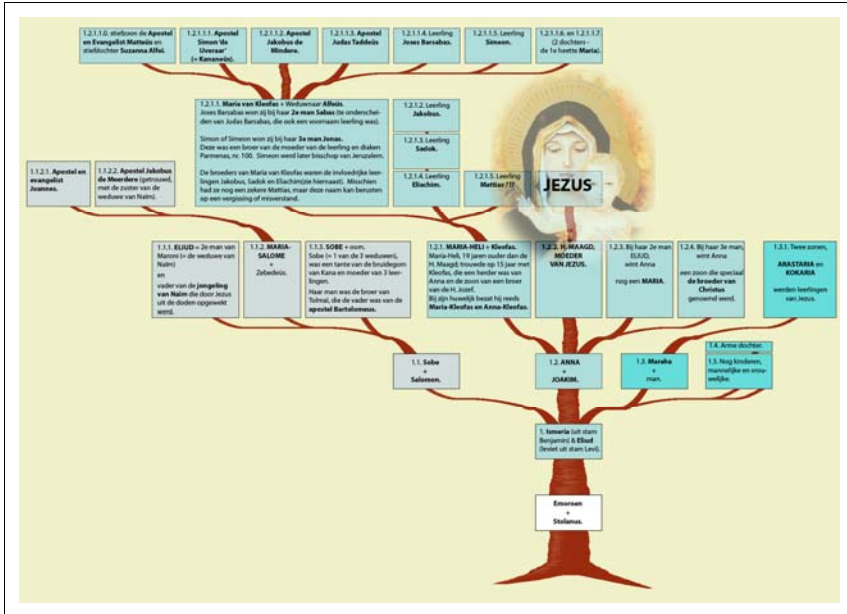 1.2.1.1.0. stiefzoon de Apostel
en Evangelist Matteüs en
stiefdochter Suzanna Alfeï.
1.2.1.1.1. Apostel
Simon 'de
IJveraar'
(= Kananeüs).
1.2.1.1.2. Apostel
Jakobus de
Mindere.
1.2.1.1.3. Apostel
Judas Taddeüs
1.2.1.1.4. Leerling
Joses Barsabas.
1.2.1.1.5. Leerling
Simeon.
1.2.1.1.6. en 1.2.1.1.7.
(2 dochters -
de 1e heette Maria).
1.2.1.1. Maria van Kleofas + Weduwnaar Alfeüs.
Joses Barsabas won zij bij haar 2e man Sabas (te onderschei-
den van Judas Barsabas, die ook een voornaam leerling was).
Simon of Simeon won zij bij haar 3e man Jonas.
Deze was een broer van de moeder van de leerling en diaken
Parmenas, nr. 100. Simeon werd later bisschop van Jeruzalem.
De broeders van Maria van Kleofas waren de invloedrijke leer-
lingen Jakobus, Sadok en Eliachim(zie hiernaast). Misschien
had ze nog een zekere Mattias, maar deze naam kan berusten
op een vergissing of misverstand.
1.2.1.2. Leerling
Jakobus.
1.2.1.3. Leerling
Sadok.
1.2.1.4. Leerling
Eliachim.
1.2.1.5. Leerling
Mattias ?!?
JEZUS
1.1.2.1. Apostel en
evangelist
Joannes.
1.1.2.2. Apostel Jakobus
de Meerdere (getrouwd,
met de zuster van de
weduwe van Naïm).
1.1.1. ELIUD = 2e man van
Maroni (= de weduwe van
Naïm)
en
vader van de jongeling
van Naim die door Jezus
uit de doden opgewekt
werd.
1.1.2. MARIA-
SALOME
+
Zebedeüs.
1.1.3. SOBE + oom.
Sobe (= 1 van de 3 weduwen),
was een tante van de bruidegom
van Kana en moeder van 3 leer-
lingen.
Haar man was de broer van
Tolmai, die de vader was van de
apostel Bartolomeus.
1.2.1. MARIA-HELI + Kleofas.
Maria-Heli, 19 jaren ouder dan de
H. Maagd; trouwde op 15 jaar met
Kleofas, die een herder was van
Anna en de zoon van een broer
van de H. Jozef.
Bij zijn huwelijk bezat hij reeds
Maria-Kleofas en Anna-Kleofas.
1.2.2. H. MAAGD,
MOEDER
VAN JEZUS.
1.2.3. Bij haar 2e man
ELIUD,
wint Anna
nog een MARIA.
1.2.4. Bij haar 3e man,
wint Anna
een zoon die speciaal
de broeder van
Christus
genoemd werd.
1.3.1. Twee zonen,
ARASTARIA en
KOKARIA
werden leerlingen
van Jezus.
1.1. Sobe
+
Salomon.
1.2. ANNA
+
JOAKIM.
1.3. Maraha
+
man.
1.4. Arme dochter.
1.5. Nog kinderen,
mannelijke en vrou-
welijke.
1. Ismeria (uit stam
Benjamin) & Eliud
(leviet uit stam Levi).
Emoroen
+
Stolanus.